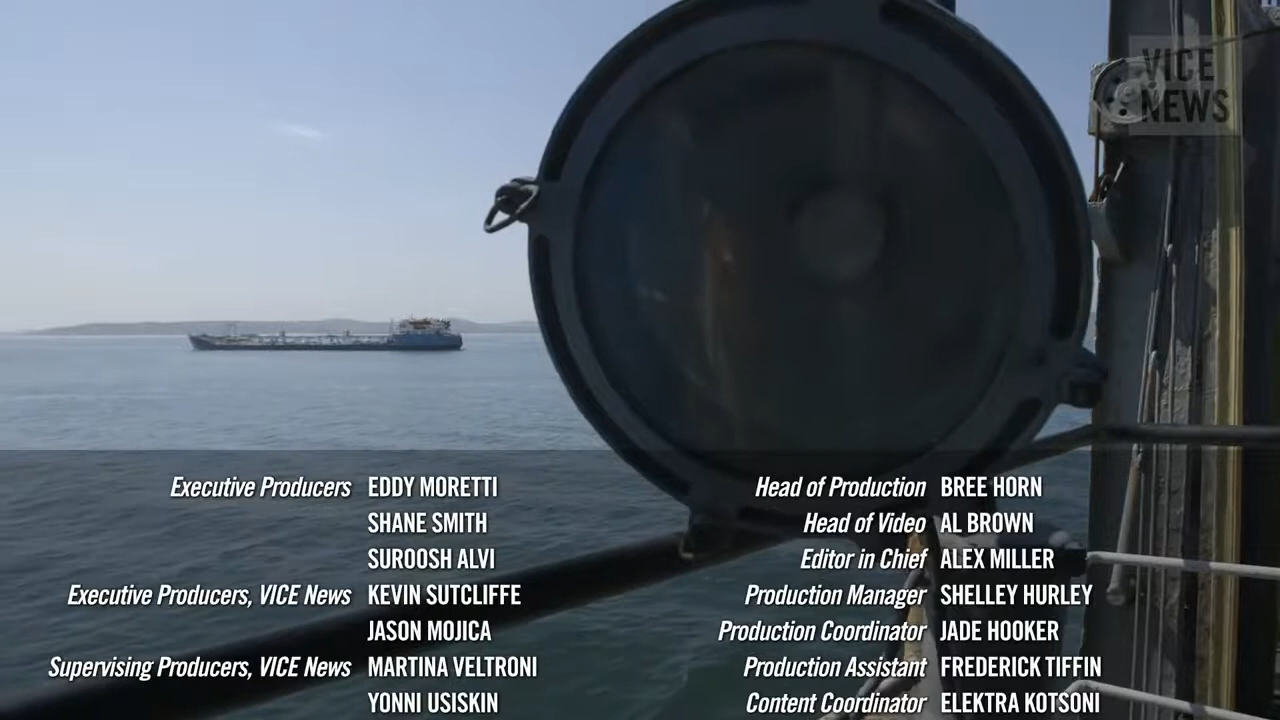 VICE
NEWS
Executive Producers EDDY MORETTI
SHANE SMITH
SUROOSH ALVI
Executive Producers, VICE News KEVIN SUTCLIFFE
JASON MOJICA
Supervising Producers, VICE News MARTINA VELTRONI
YONNI USISKIN
Head of Production BREE HORN
Head of Video AL BROWN
Editor in Chief ALEX MILLER
Production Manager SHELLEY HURLEY
Production Coordinator JADE HOOKER
Production Assistant FREDERICK TIFFIN
Content Coordinator ELEKTRA KOTSONI